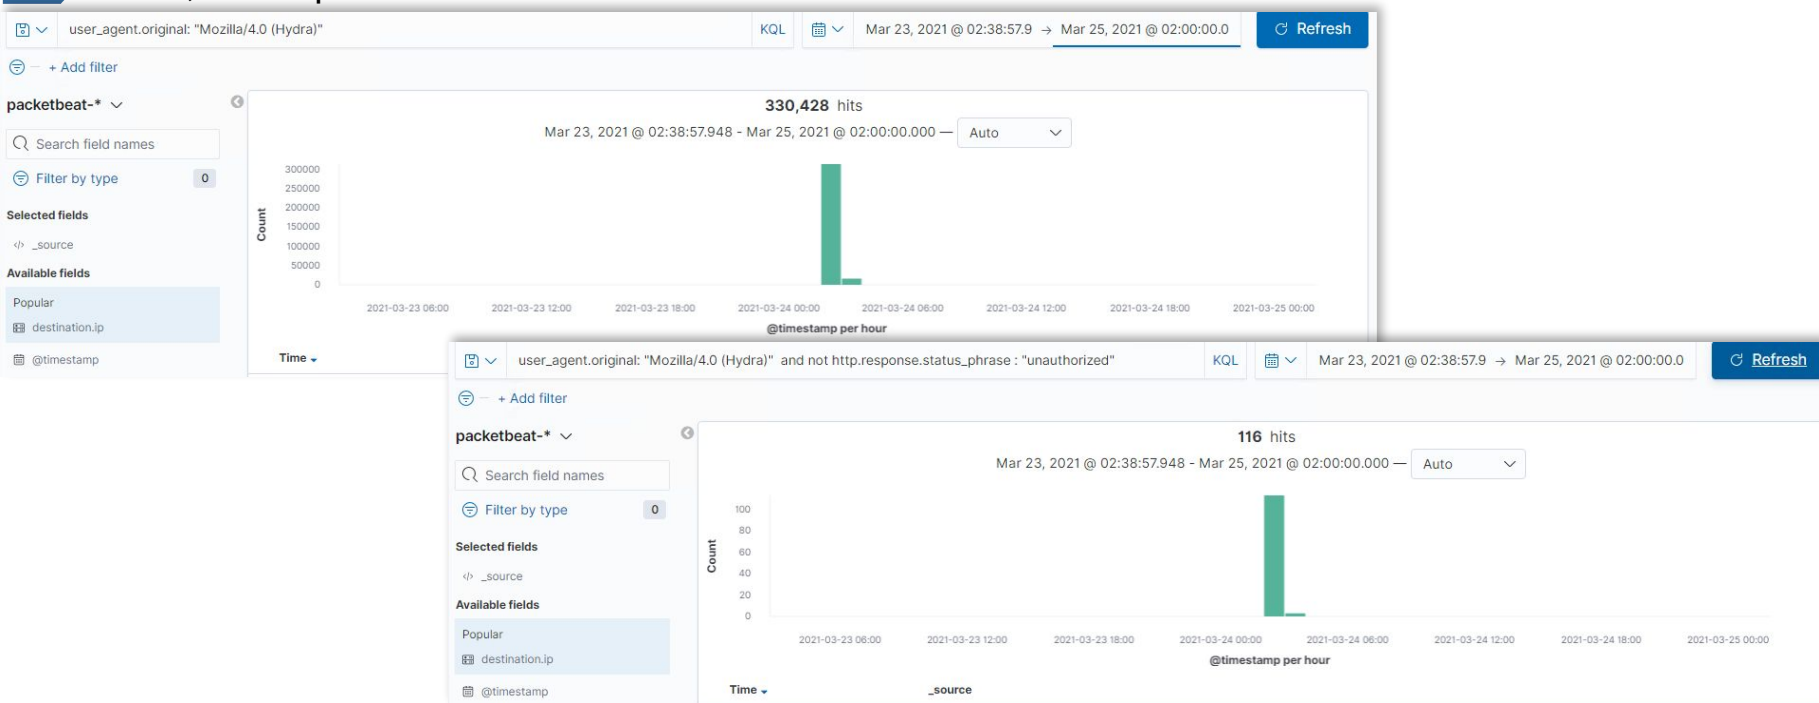 user_agent.original: "Mozilla/4.0 (Hydra)" KQL Mar 23, 2021 @ 02:38:57.9 → Mar 25, 2021 @ 02:00:00.0 Refresh
+ Add filter
packetbeat-*
330,428 hits
Mar 23, 2021 @ 02:38:57.948 - Mar 25, 2021 @ 02:00:00.000 — Auto
Search field names
Filter by type 0
Selected fields
_source
Available fields
Popular
destination.ip
@timestamp
300000
250000
200000
150000
100000
50000
0
Count
2021-03-23 06:00 2021-03-23 12:00 2021-03-23 18:00 2021-03-24 00:00 2021-03-24 06:00 2021-03-24 12:00 2021-03-24 18:00 2021-03-25 00:00
@timestamp per hour
Time
user_agent.original: "Mozilla/4.0 (Hydra)" and not http.response.status_phrase : "unauthorized" KQL Mar 23, 2021 @ 02:38:57.9 → Mar 25, 2021 @ 02:00:00.0 Refresh
+ Add filter
packetbeat-*
116 hits
Mar 23, 2021 @ 02:38:57.948 - Mar 25, 2021 @ 02:00:00.000 — Auto
Search field names
Filter by type 0
Selected fields
_source
Available fields
Popular
destination.ip
@timestamp
100
80
60
40
20
0
Count
2021-03-23 06:00 2021-03-23 12:00 2021-03-23 18:00 2021-03-24 00:00 2021-03-24 06:00 2021-03-24 12:00 2021-03-24 18:00 2021-03-25 00:00
@timestamp per hour
Time _source